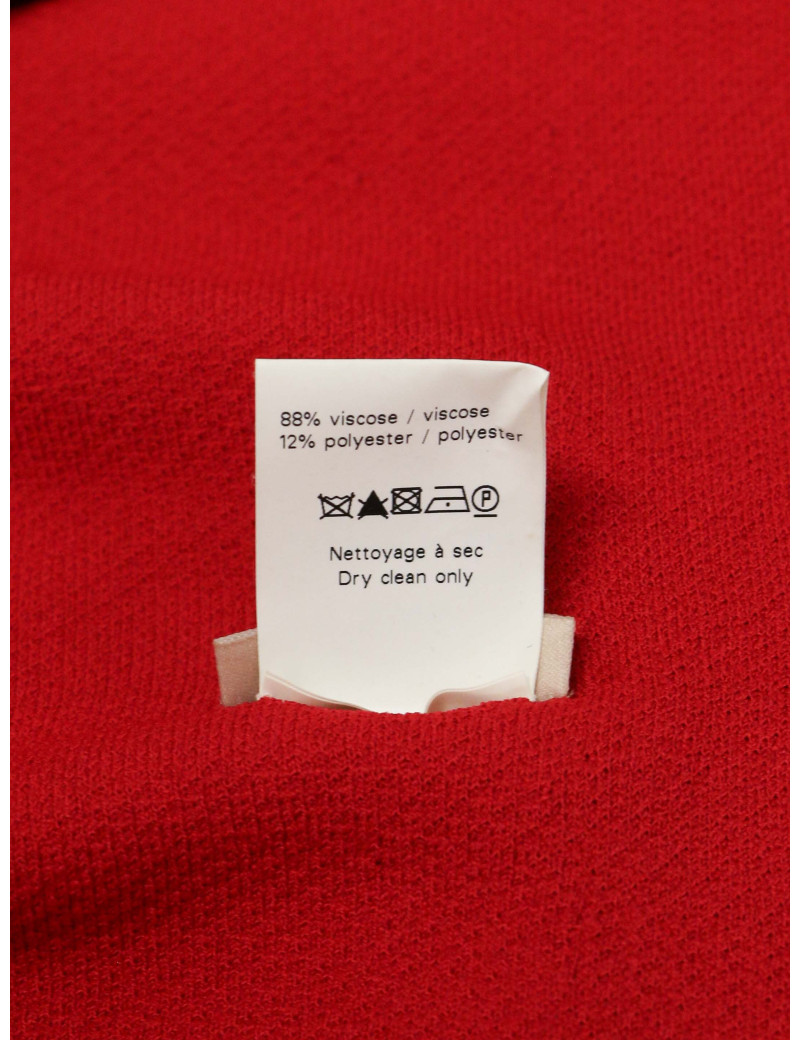 88% viscose / viscose
12% polyester / polyester
P
Nettoyage à sec
Dry clean only